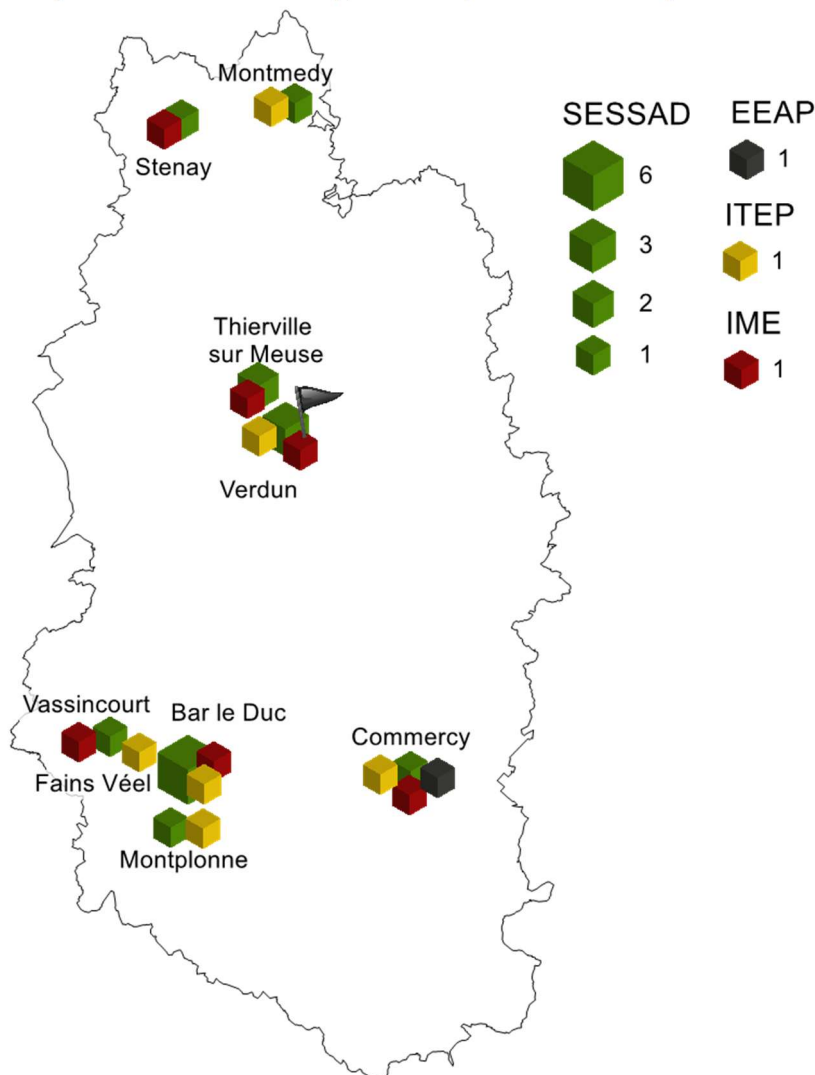 Montmedy
Stenay
SESSAD
6
3
2
1
EEAP
1
ITEP
1
IME
1
Thierville
sur Meuse
Verdun
Vassincourt
Bar le Duc
Fains Véel
Montplonne
Commercy